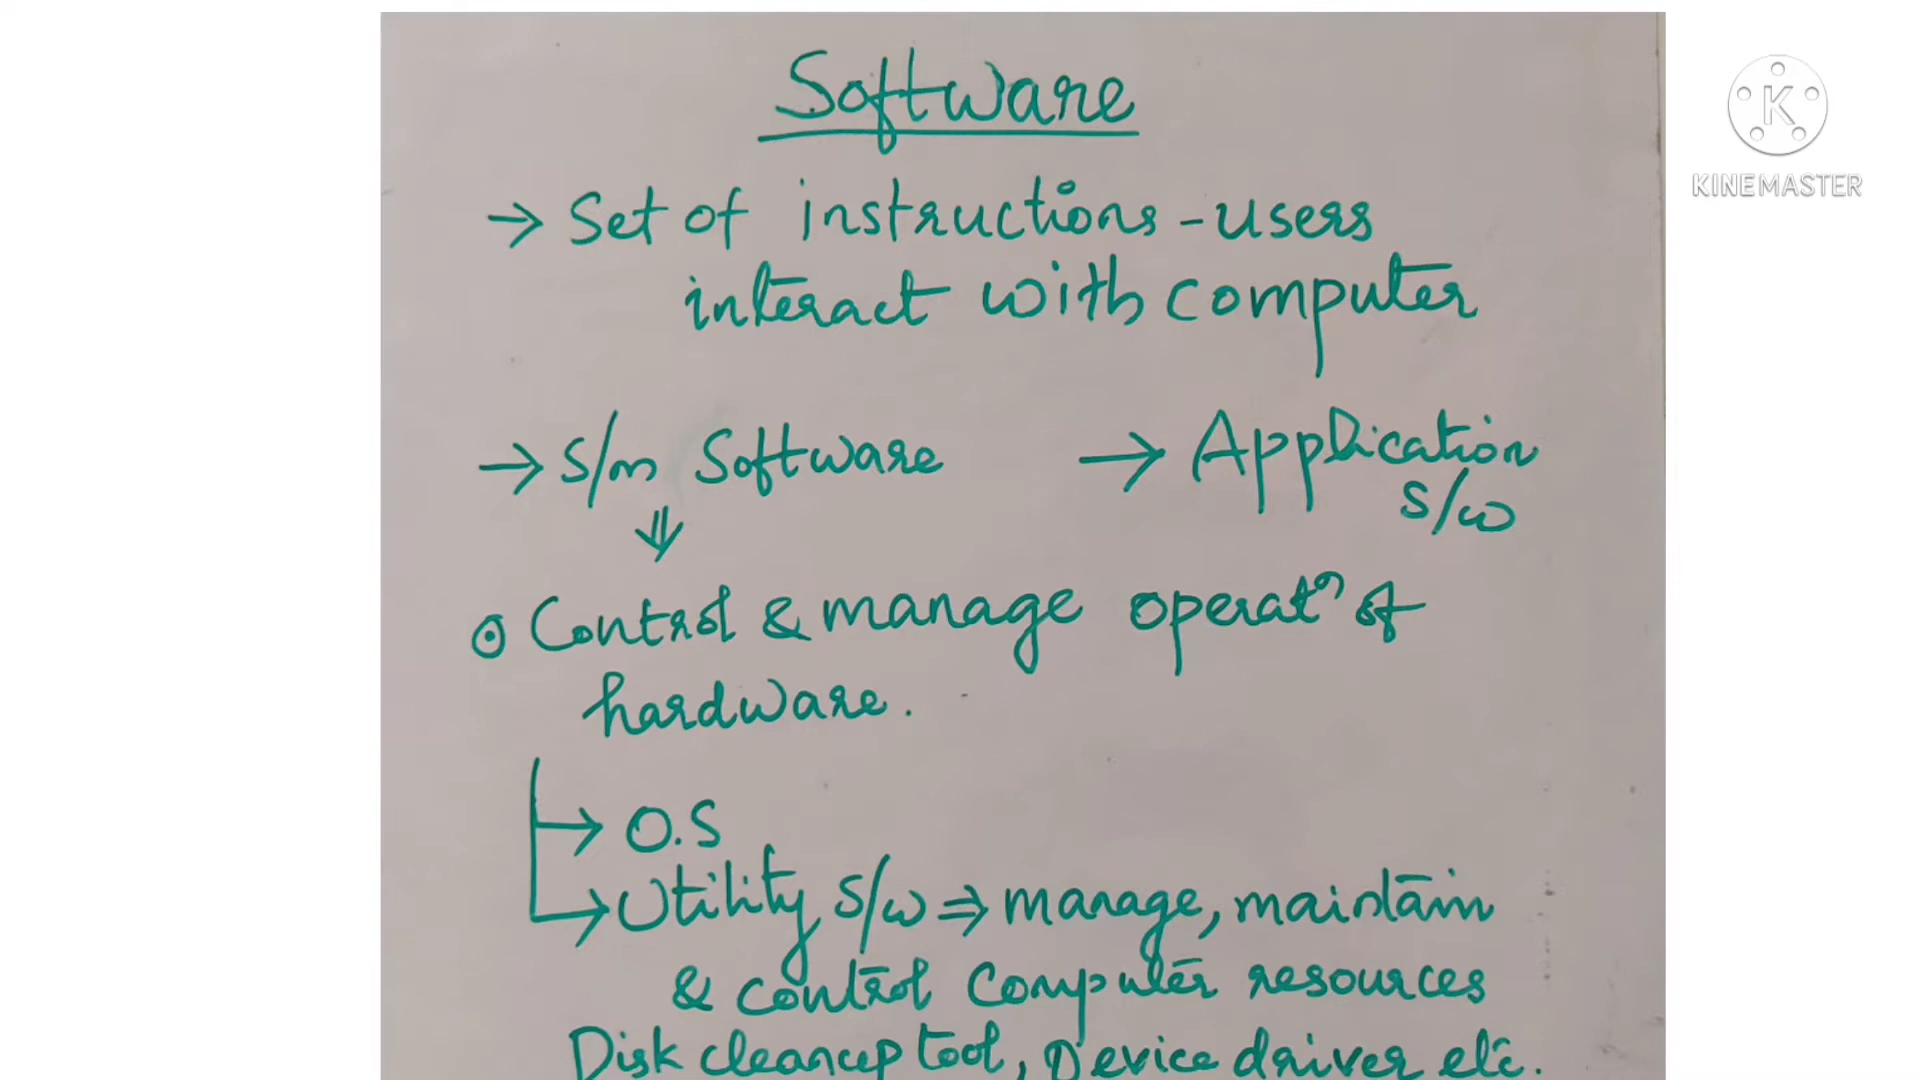 Software
→ Set of instructions - users
interact with computer
→ S/m Software → Application
S/w
⇓
⊙ Control & manage operatⁿ of
hardware.
→ O.S
→ Utility S/w ⇒ manage, maintain
& control computer resources
Disk cleanup tool, Device driver etc.
K
KINEMASTER